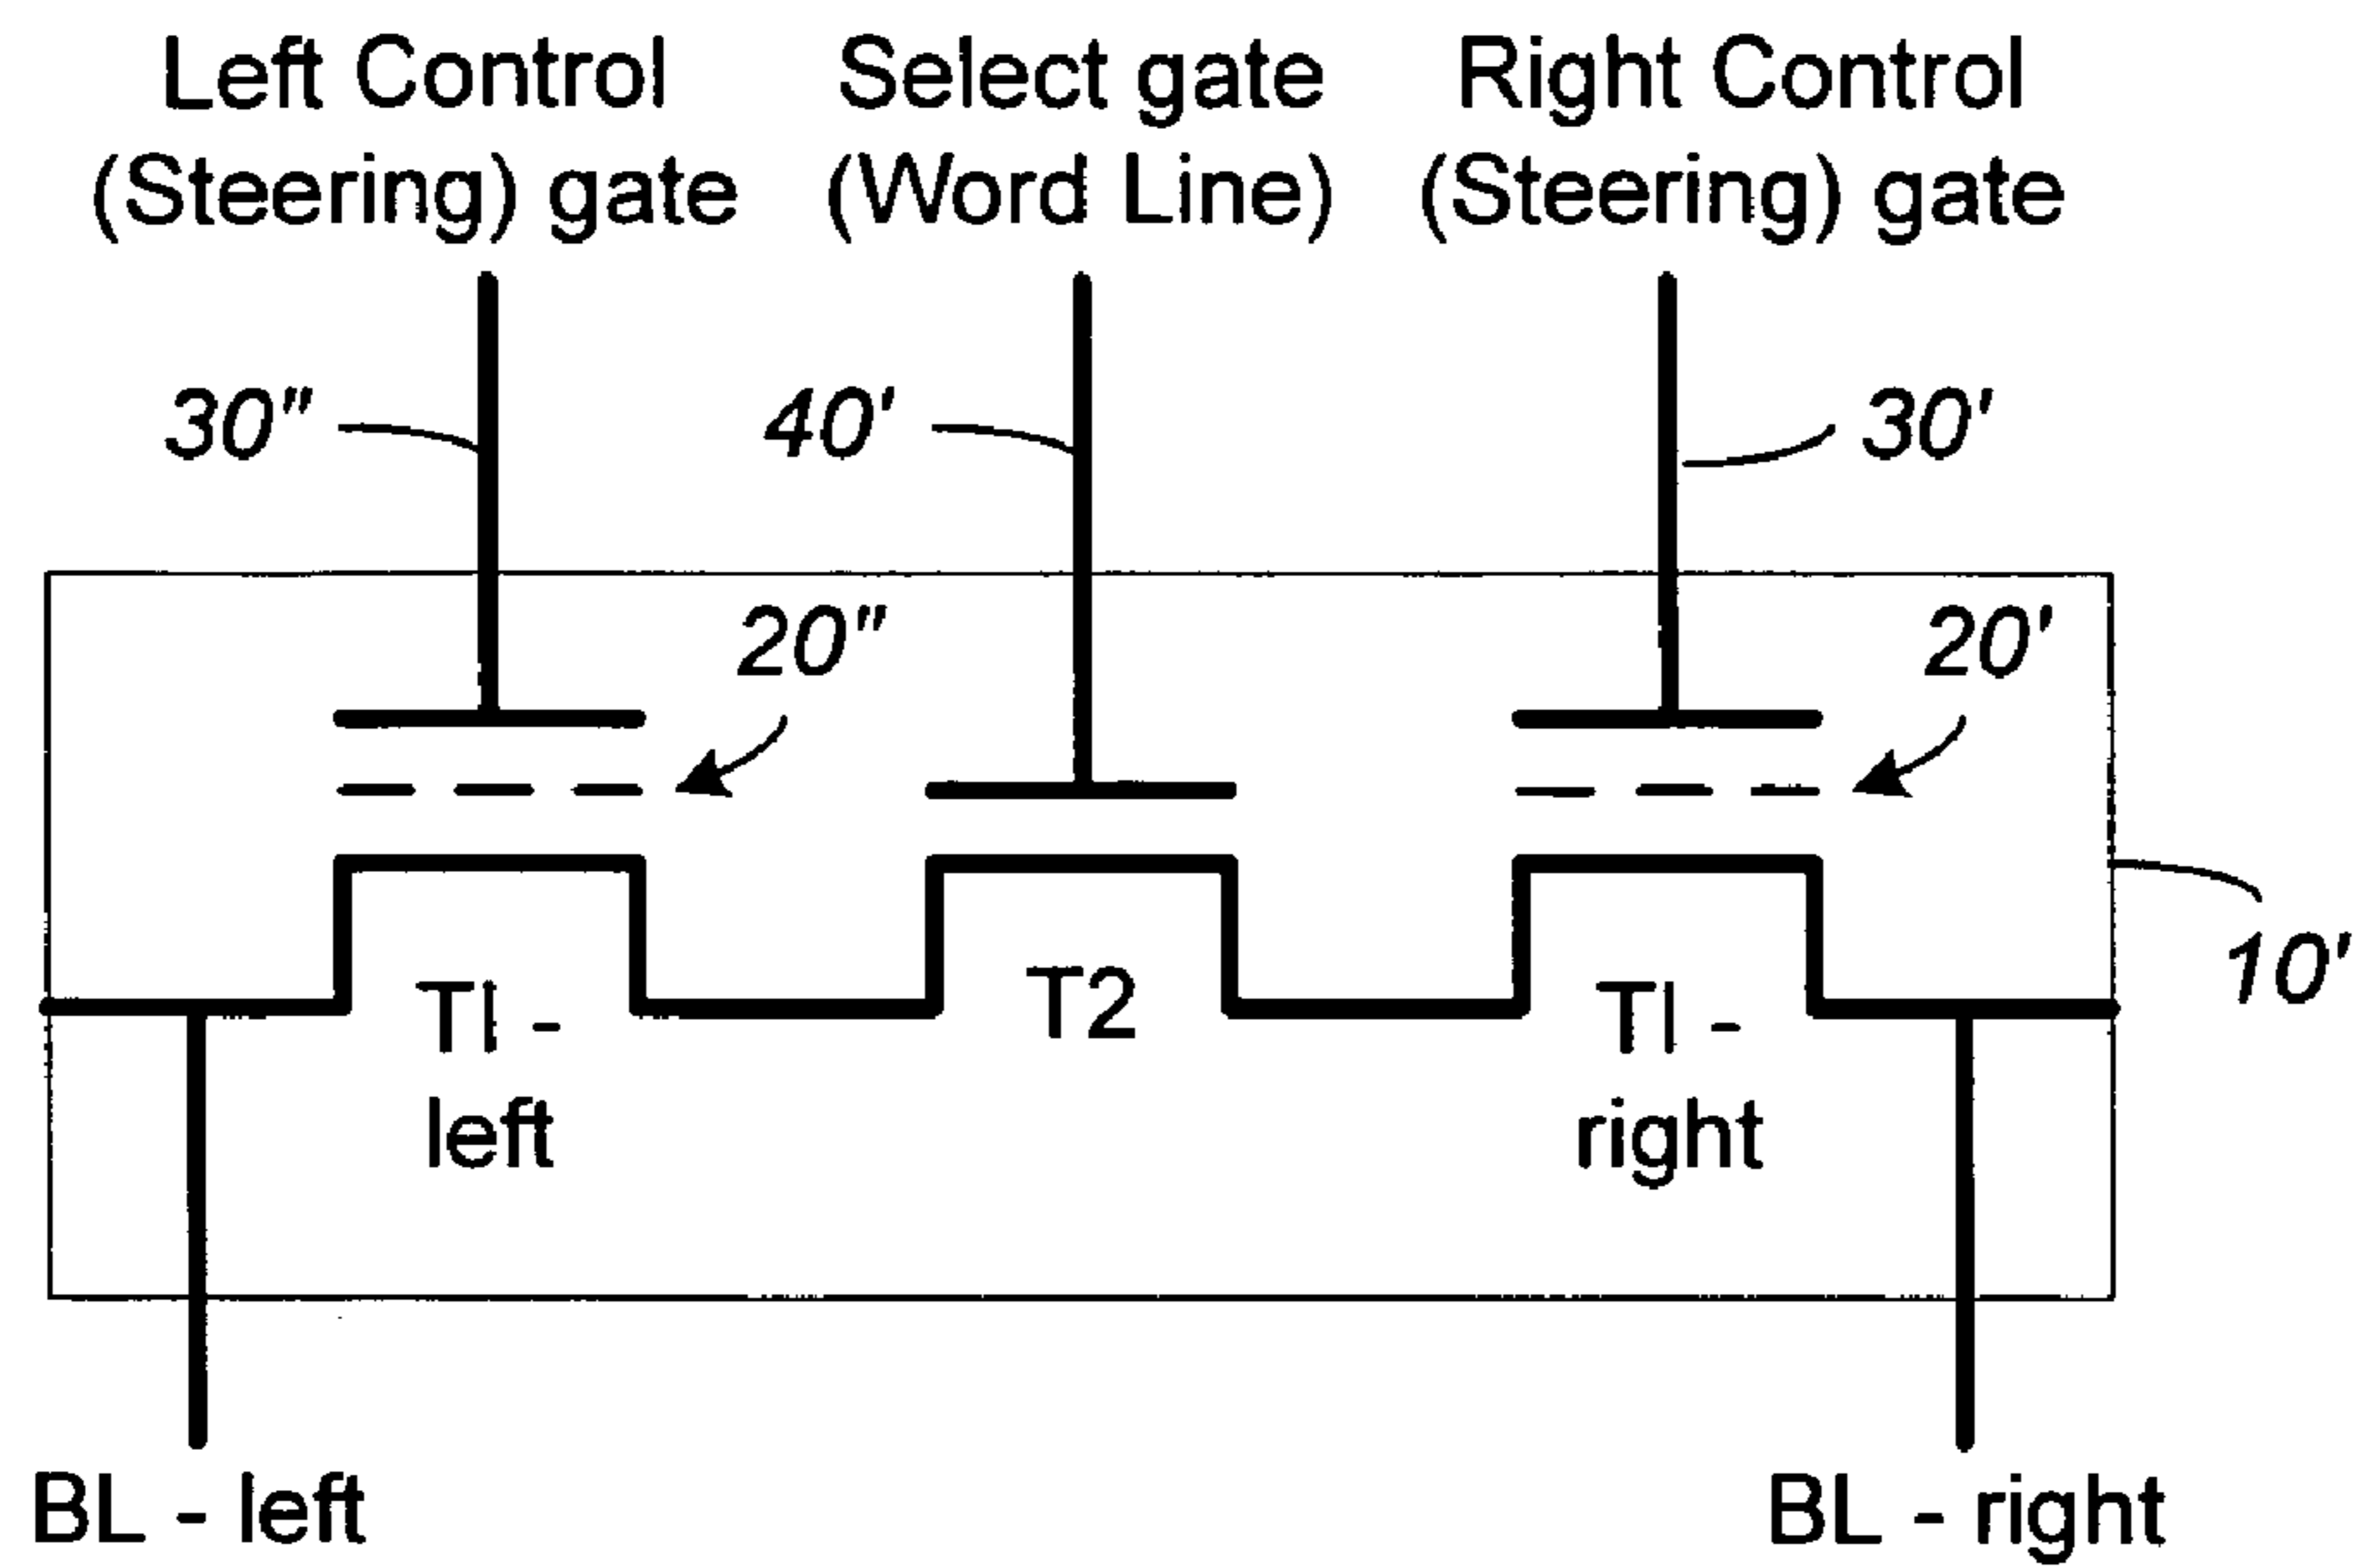 Left Control
(Steering) gate
Select gate
(Word Line)
Right Control
(Steering) gate
30"
40'
30'
20"
20'
10'
Tl -
left
T2
Tl -
right
BL - left
BL - right